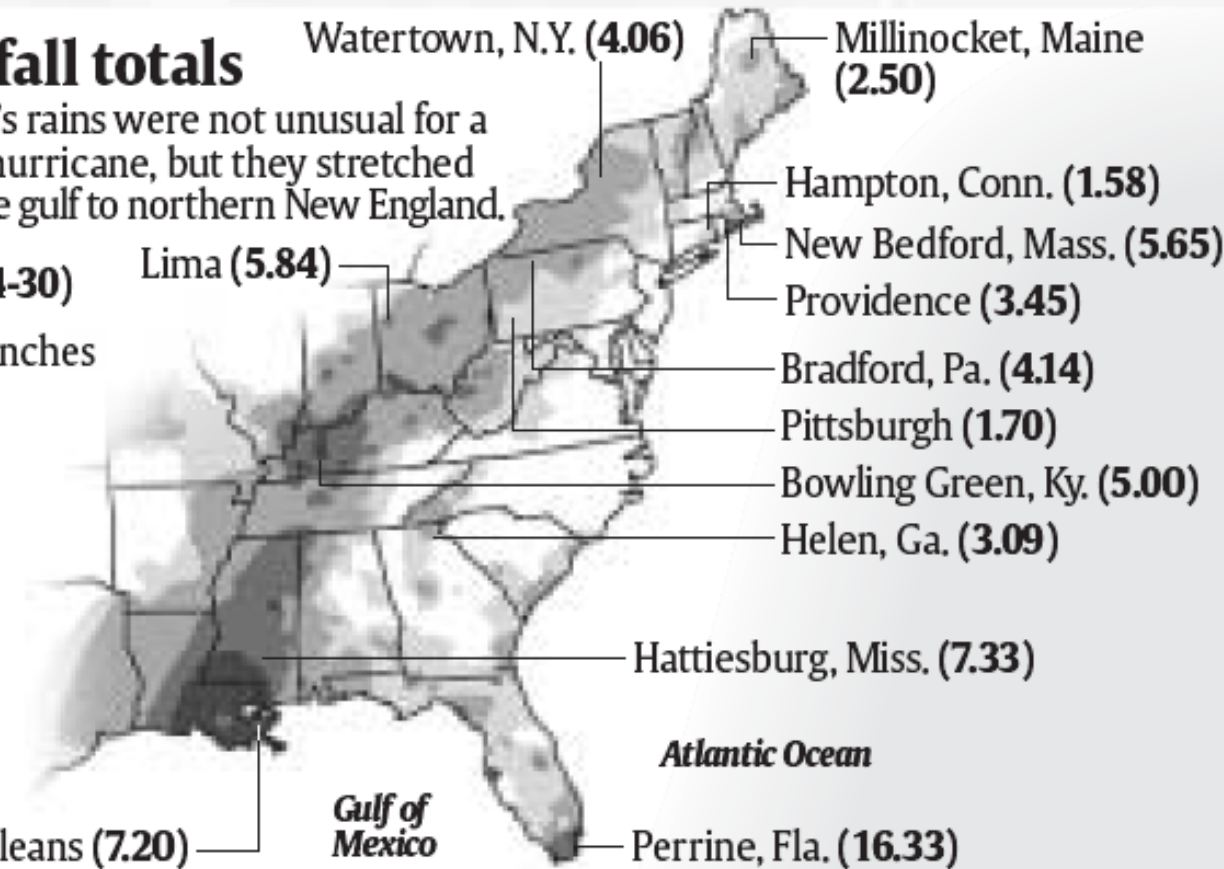 fall totals
's rains were not unusual for a
hurricane, but they stretched
e gulf to northern New England.
4-30)
nches
Watertown, N.Y. (4.06)
Millinocket, Maine
(2.50)
Hampton, Conn. (1.58)
New Bedford, Mass. (5.65)
Lima (5.84)
Providence (3.45)
Bradford, Pa. (4.14)
Pittsburgh (1.70)
Bowling Green, Ky. (5.00)
Helen, Ga. (3.09)
Hattiesburg, Miss. (7.33)
Atlantic Ocean
Gulf of
Mexico
leans (7.20)
Perrine, Fla. (16.33)